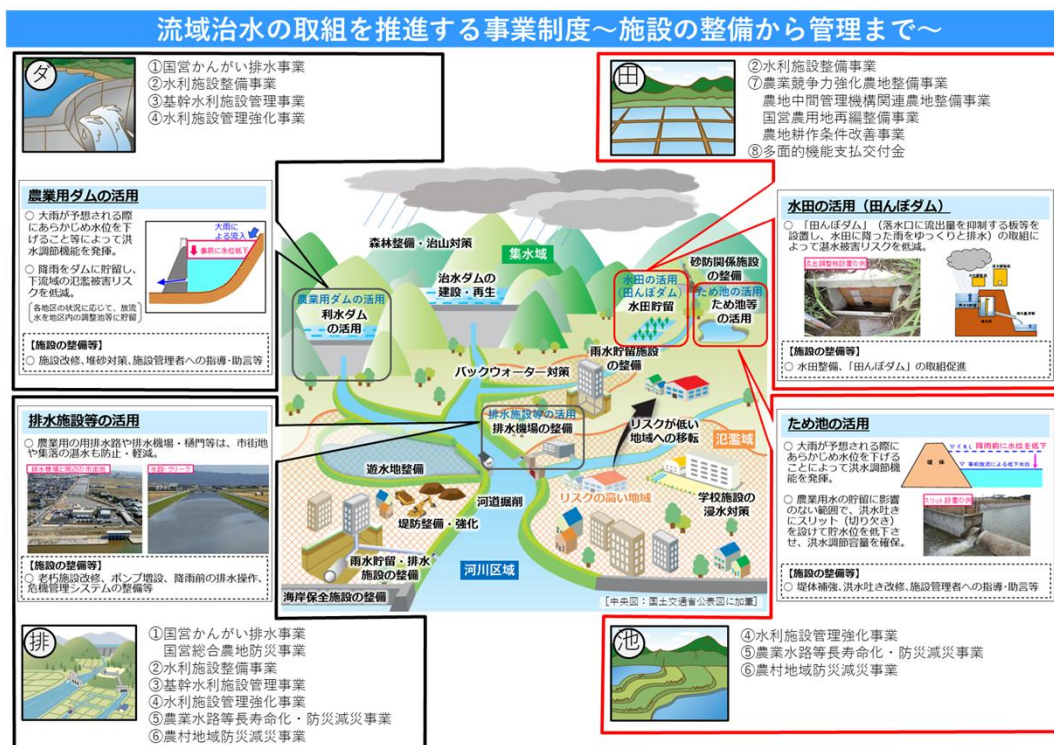 流域治水の取組を推進する事業制度～施設の整備から管理まで～
ダ
①国営かんがい排水事業
②水利施設整備事業
③基幹水利施設管理事業
④水利施設管理強化事業
農業用ダムの活用
○ 大雨が予想される際
にあらかじめ水位を下
げること等によって洪
水調節機能を発揮。
○ 降雨をダムに貯留し、
下流域の氾濫被害リス
クを低減。
各地区の状況に応じて、放流
水を地区内の調整池等に貯留
大雨に
よる流入
事前に水位低下
【施設の整備等】
○ 施設改修、堆砂対策、施設管理者への指導・助言等
田
②水利施設整備事業
⑦農業競争力強化農地整備事業
農地中間管理機構関連農地整備事業
国営農用地再編整備事業
農地耕作条件改善事業
⑧多面的機能支払交付金
水田の活用（田んぼダム）
○ 「田んぼダム」（落水口に流出量を抑制する板等を
設置し、水田に降った雨をゆっくりと排水）の取組
によって湛水被害リスクを低減。
流出調整板設置の例
【施設の整備等】
○ 水田整備、「田んぼダム」の取組促進
森林整備・治山対策
集水域
治水ダムの
建設・再生
農業用ダムの活用
利水ダム
の活用
砂防関係施設
の整備
水田の活用
（田んぼダム）
水田貯留
ため池の活用
ため池等
の活用
雨水貯留施設
の整備
バックウォーター対策
排水施設等の活用
排水機場の整備
リスクが低い
地域への移転
氾濫域
遊水地整備
河道掘削
リスクの高い地域
学校施設の
浸水対策
堤防整備・強化
雨水貯留・排水
施設の整備
河川区域
海岸保全施設の整備
［中央図：国土交通省公表図に加筆］
排水施設等の活用
○ 農業用の用排水路や排水機場・樋門等は、市街地
や集落の湛水も防止・軽減。
排水機場と周辺の市街地
水路・クリーク
【施設の整備等】
○ 老朽施設改修、ポンプ増設、降雨前の排水操作、
危機管理システムの整備等
ため池の活用
○ 大雨が予想される際に
あらかじめ水位を下げる
ことによって洪水調節機
能を発揮。
○ 農業用水の貯留に影響
のない範囲で、洪水吐き
にスリット（切り欠き）
を設けて貯水位を低下さ
せ、洪水調節容量を確保。
降雨前に水位を低下
堤 体
事前放流による低下水位
スリット設置の例
【施設の整備等】
○ 堤体補強、洪水吐き改修、施設管理者への指導・助言等
排
①国営かんがい排水事業
国営総合農地防災事業
②水利施設整備事業
③基幹水利施設管理事業
④水利施設管理強化事業
⑤農業水路等長寿命化・防災減災事業
⑥農村地域防災減災事業
池
④水利施設管理強化事業
⑤農業水路等長寿命化・防災減災事業
⑥農村地域防災減災事業